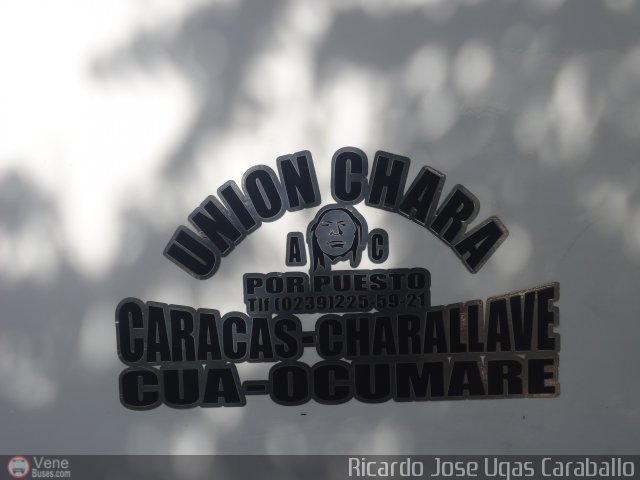 UNION CHARA
A C
POR PUESTO
Tlf (0239)225-59-21
CARACAS-CHARALLAVE
CUA-OCUMARE
Vene
Buses.com
Ricardo Jose Ugas Caraballo